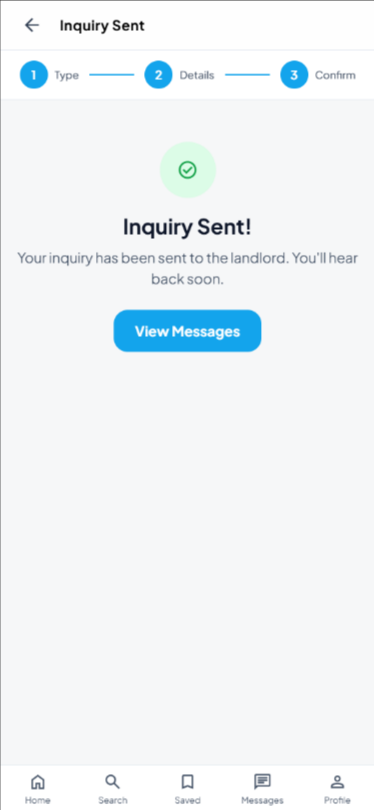 Inquiry Sent
1 Type 2 Details 3 Confirm
Inquiry Sent!
Your inquiry has been sent to the landlord. You'll hear
back soon.
View Messages
Home Search Saved Messages Profile